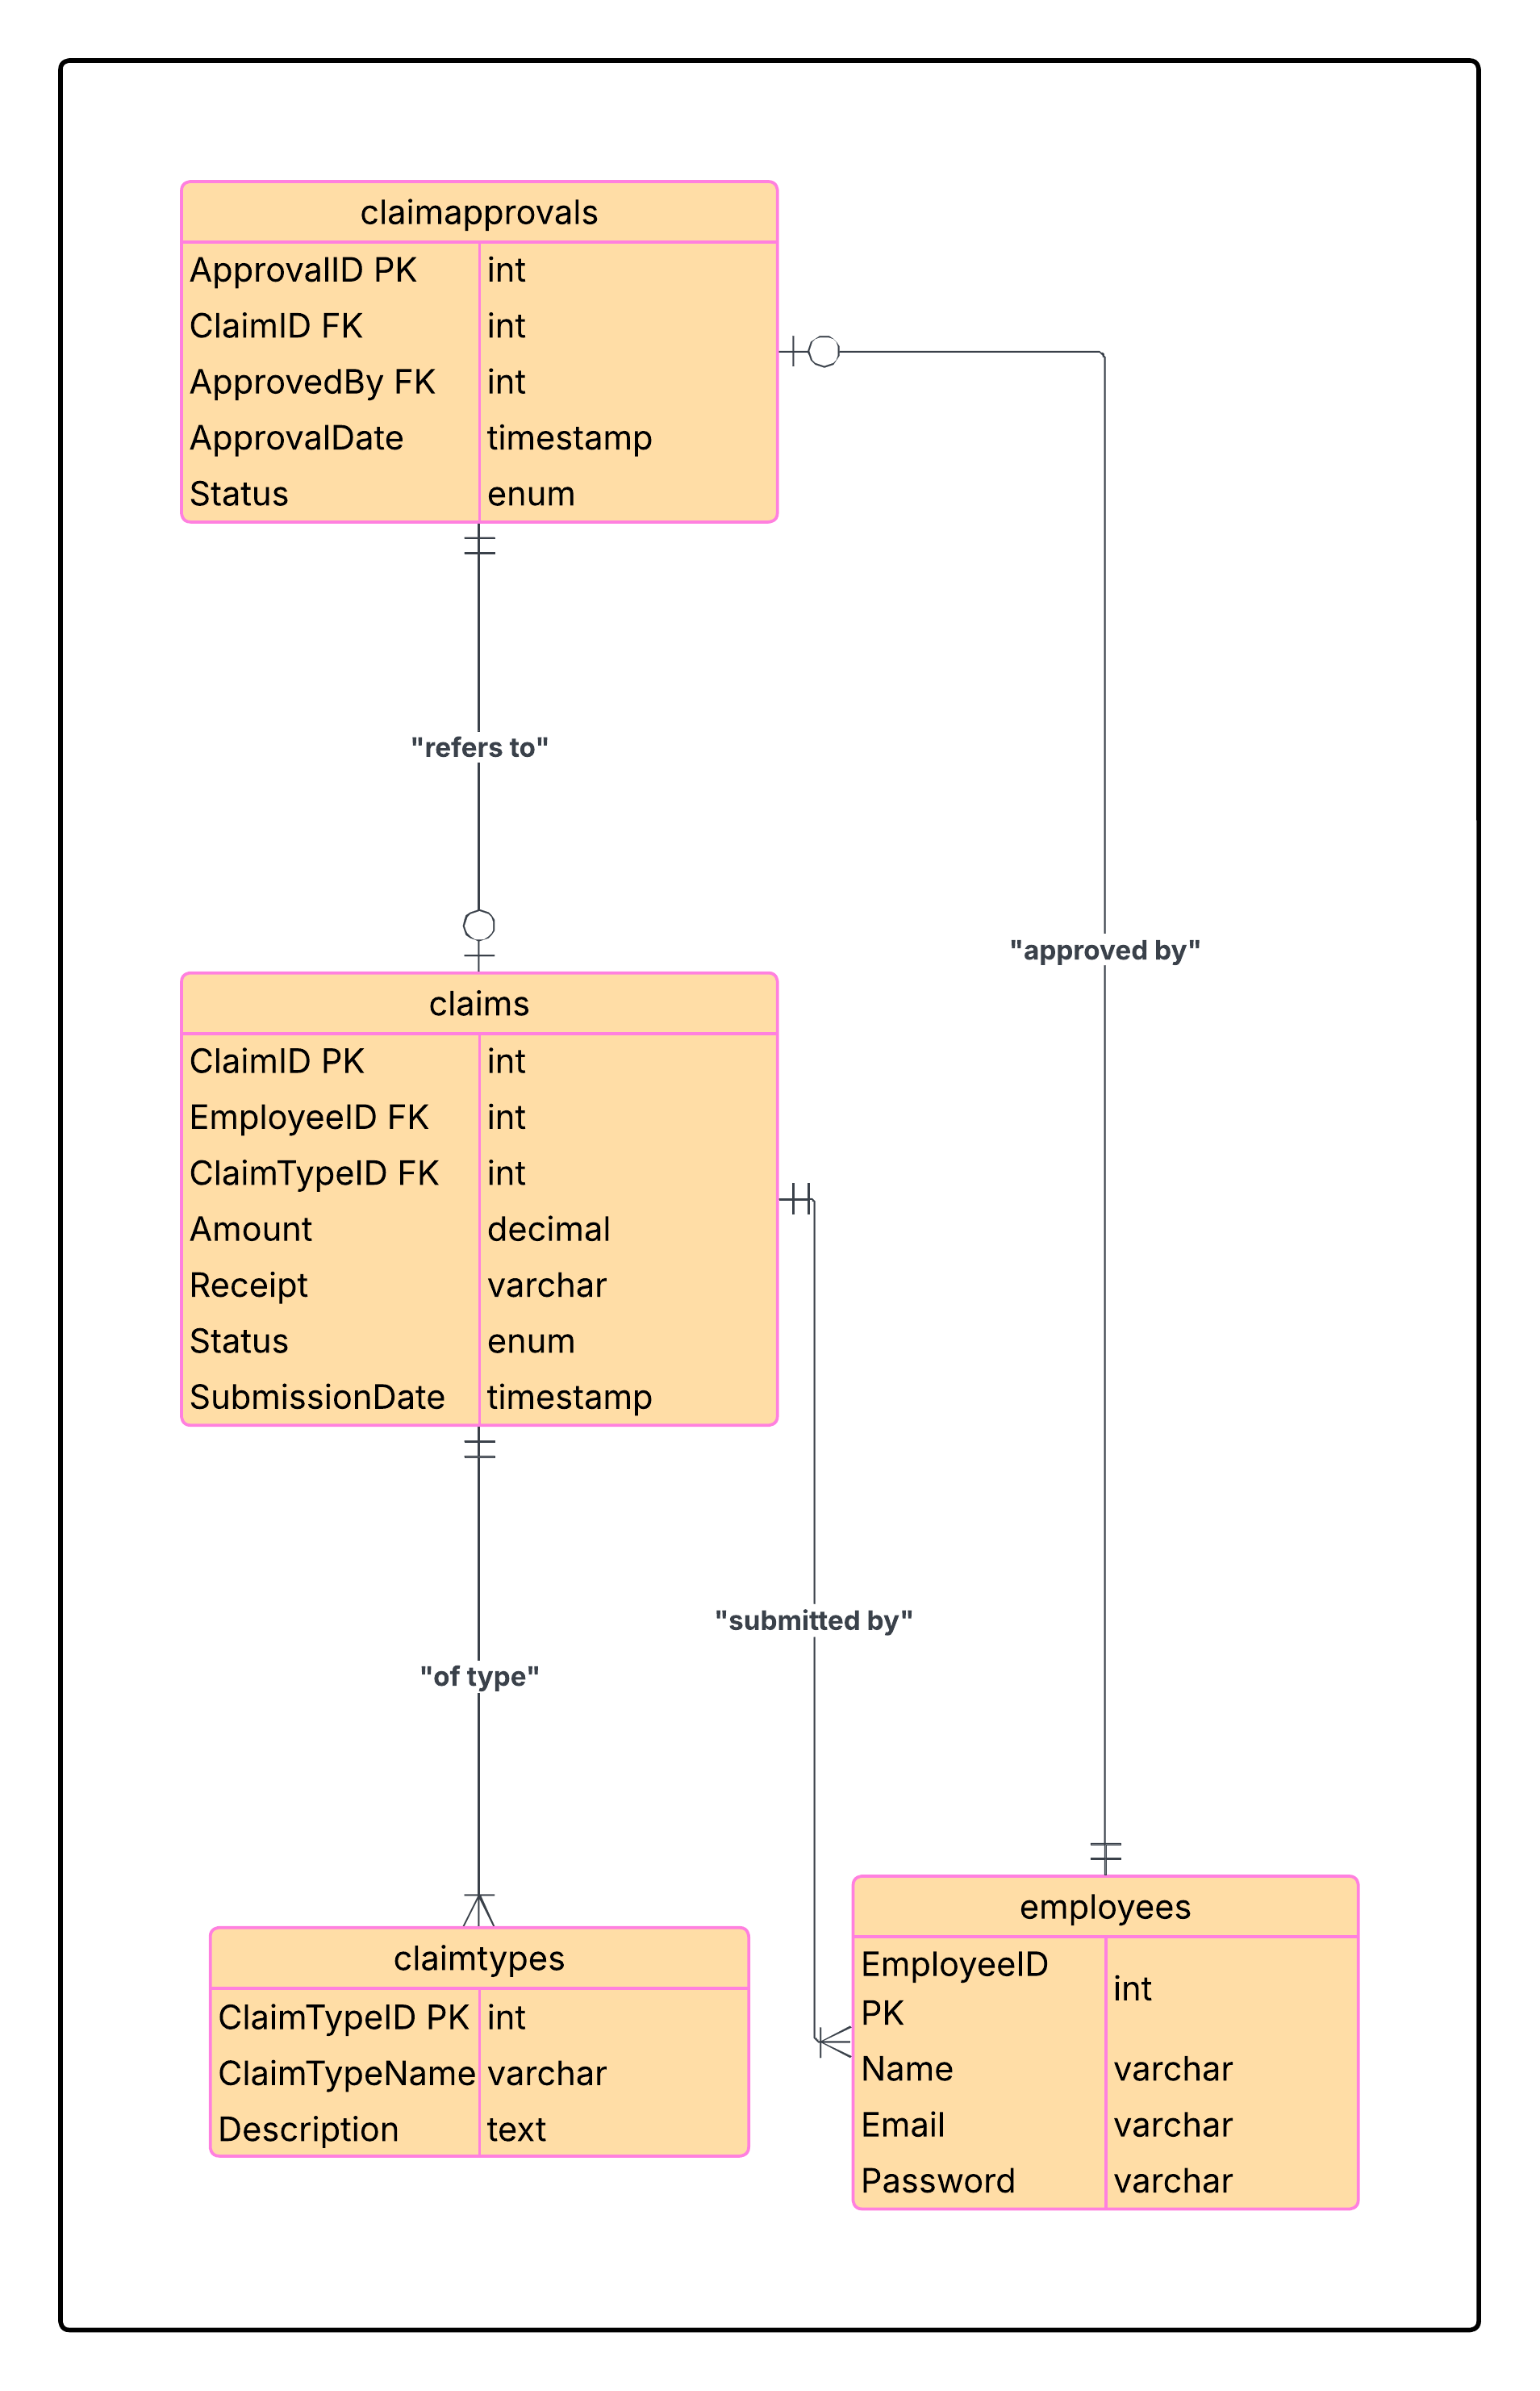 claimapprovals
ApprovalID PK int
ClaimID FK int
ApprovedBy FK int
ApprovalDate timestamp
Status enum
"refers to"
"approved by"
claims
ClaimID PK int
EmployeeID FK int
ClaimTypeID FK int
Amount decimal
Receipt varchar
Status enum
SubmissionDate timestamp
"submitted by"
"of type"
claimtypes
ClaimTypeID PK int
ClaimTypeName varchar
Description text
employees
EmployeeID
PK int
Name varchar
Email varchar
Password varchar